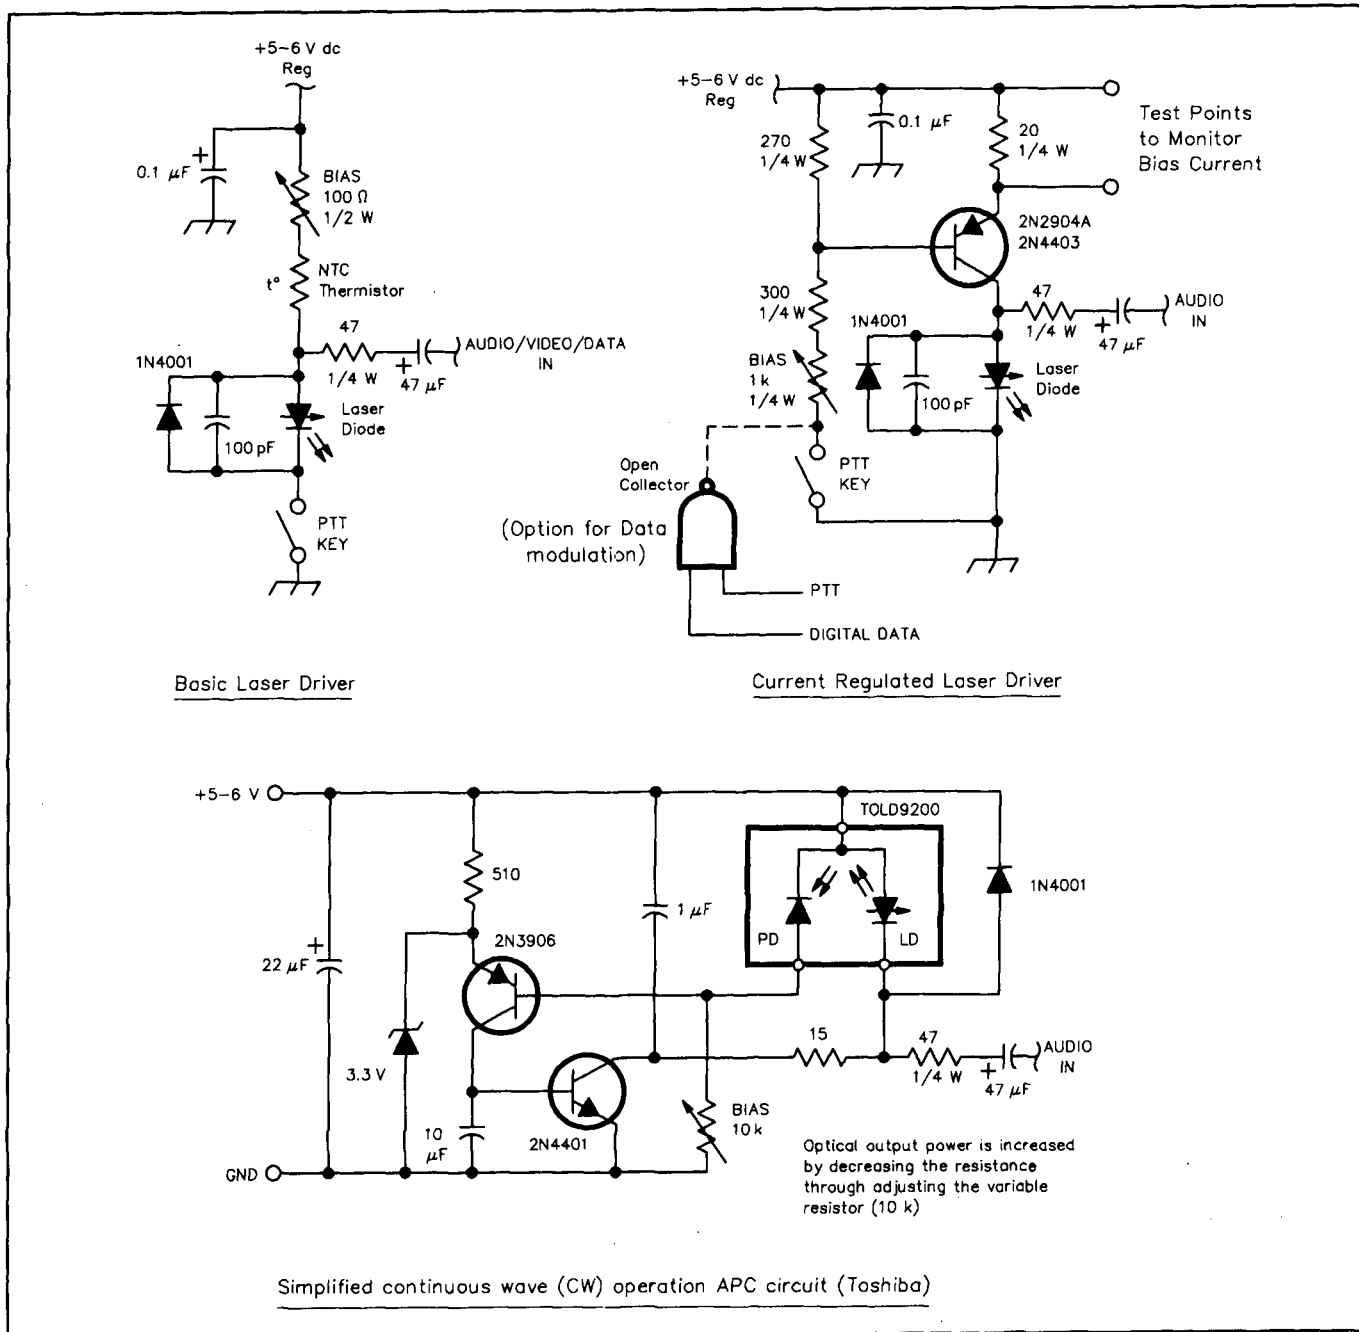 +5-6 V dc
Reg
0.1 µF
+
BIAS
100 Ω
1/2 W
t°
NTC
Thermistor
47
1/4 W
+
47 µF
AUDIO/VIDEO/DATA
IN
1N4001
100 pF
Laser
Diode
PTT
KEY
Basic Laser Driver
+5-6 V dc
Reg
270
1/4 W
0.1 µF
20
1/4 W
Test Points
to Monitor
Bias Current
2N2904A
2N4403
300
1/4 W
BIAS
1k
1/4 W
1N4001
100 pF
47
1/4 W
+
47 µF
AUDIO
IN
Laser
Diode
Open
Collector
PTT
KEY
(Option for Data
modulation)
PTT
DIGITAL DATA
Current Regulated Laser Driver
+5-6 V
510
+
22 µF
2N3906
3.3 V
10
µF
2N4401
1 µF
TOLD9200
PD
LD
1N4001
15
47
1/4 W
+
47 µF
AUDIO
IN
BIAS
10k
GND
Optical output power is increased
by decreasing the resistance
through adjusting the variable
resistor (10 k)
Simplified continuous wave (CW) operation APC circuit (Toshiba)